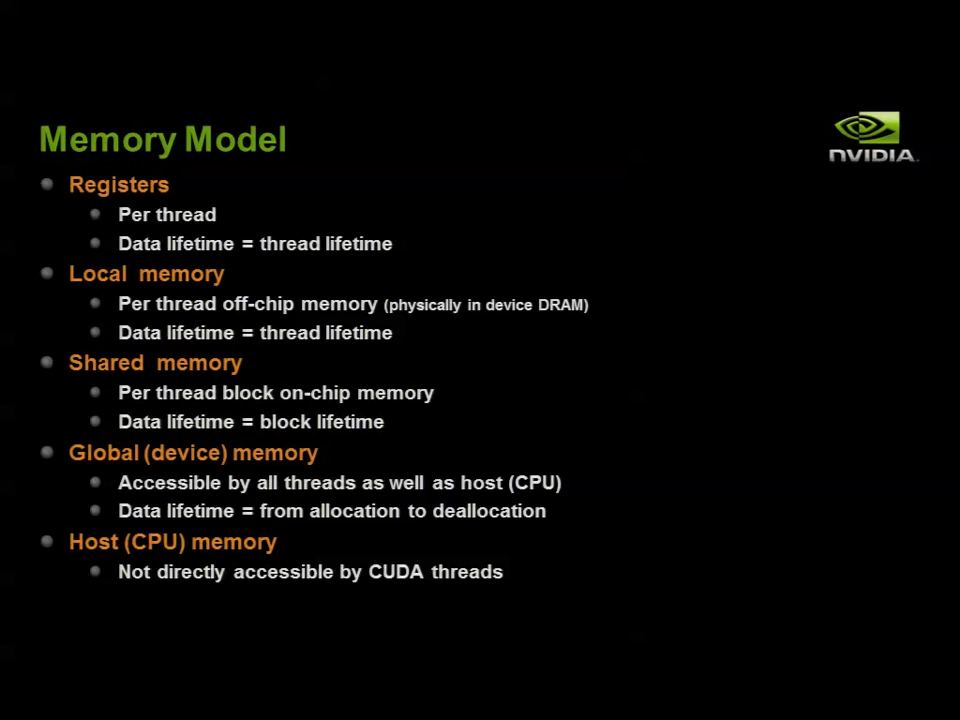 Memory Model
NVIDIA.
Registers
Per thread
Data lifetime = thread lifetime
Local memory
Per thread off-chip memory (physically in device DRAM)
Data lifetime = thread lifetime
Shared memory
Per thread block on-chip memory
Data lifetime = block lifetime
Global (device) memory
Accessible by all threads as well as host (CPU)
Data lifetime = from allocation to deallocation
Host (CPU) memory
Not directly accessible by CUDA threads